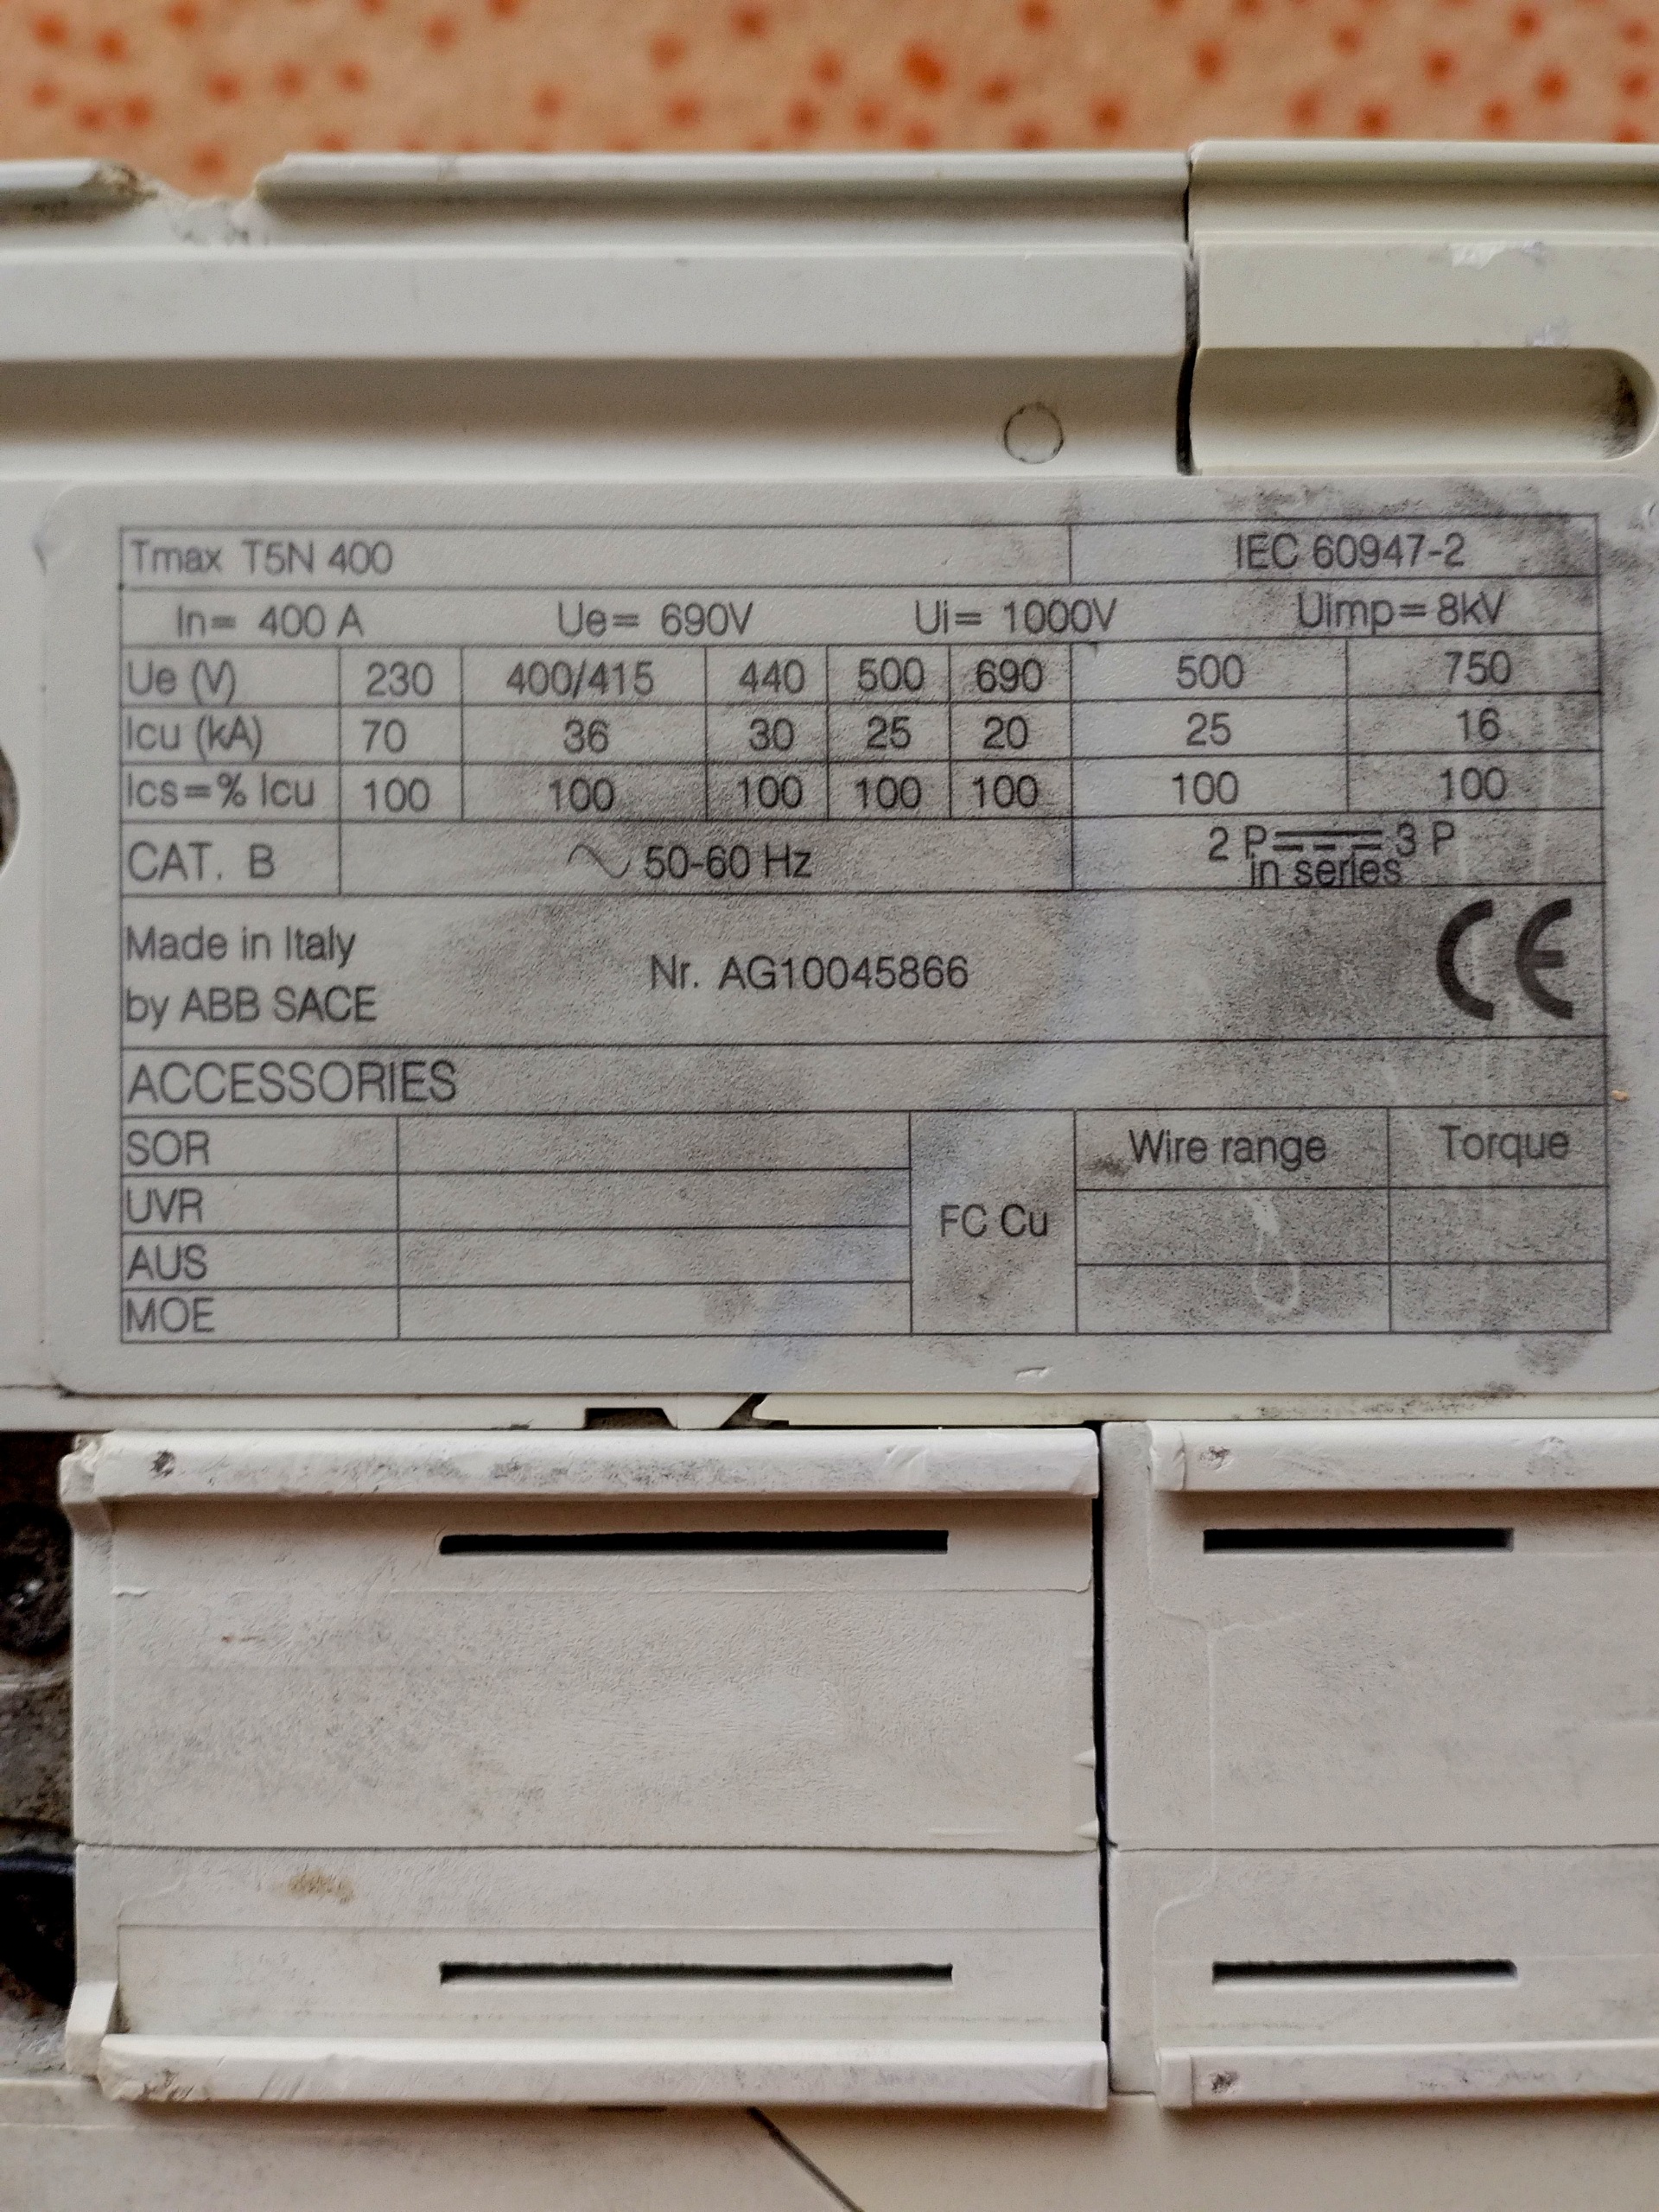 Tmax T5N 400 IEC 60947-2
In= 400 A Ue= 690V Ui= 1000V Uimp= 8kV
Ue (V) 230 400/415 440 500 690 500 750
Icu (kA) 70 36 30 25 20 25 16
Ics=% Icu 100 100 100 100 100 100 100
CAT. B 50-60 Hz 2 P 3 P
in series
Made in Italy
by ABB SACE
Nr. AG10045866
CE
ACCESSORIES
SOR
UVR
AUS
MOE
FC Cu
Wire range Torque